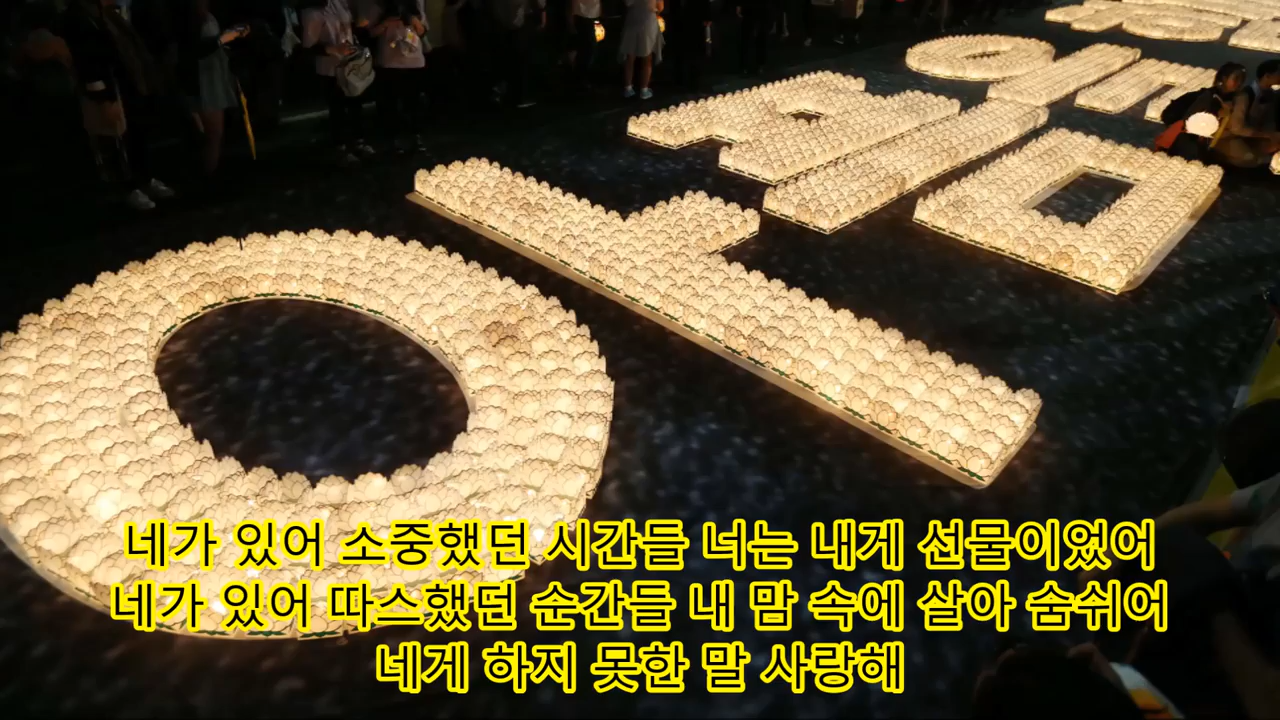 네가 있어 소중했던 시간들 너는 내게 선물이었어
네가 있어 따스했던 순간들 내 맘 속에 살아 숨쉬어
네게 하지 못한 말 사랑해